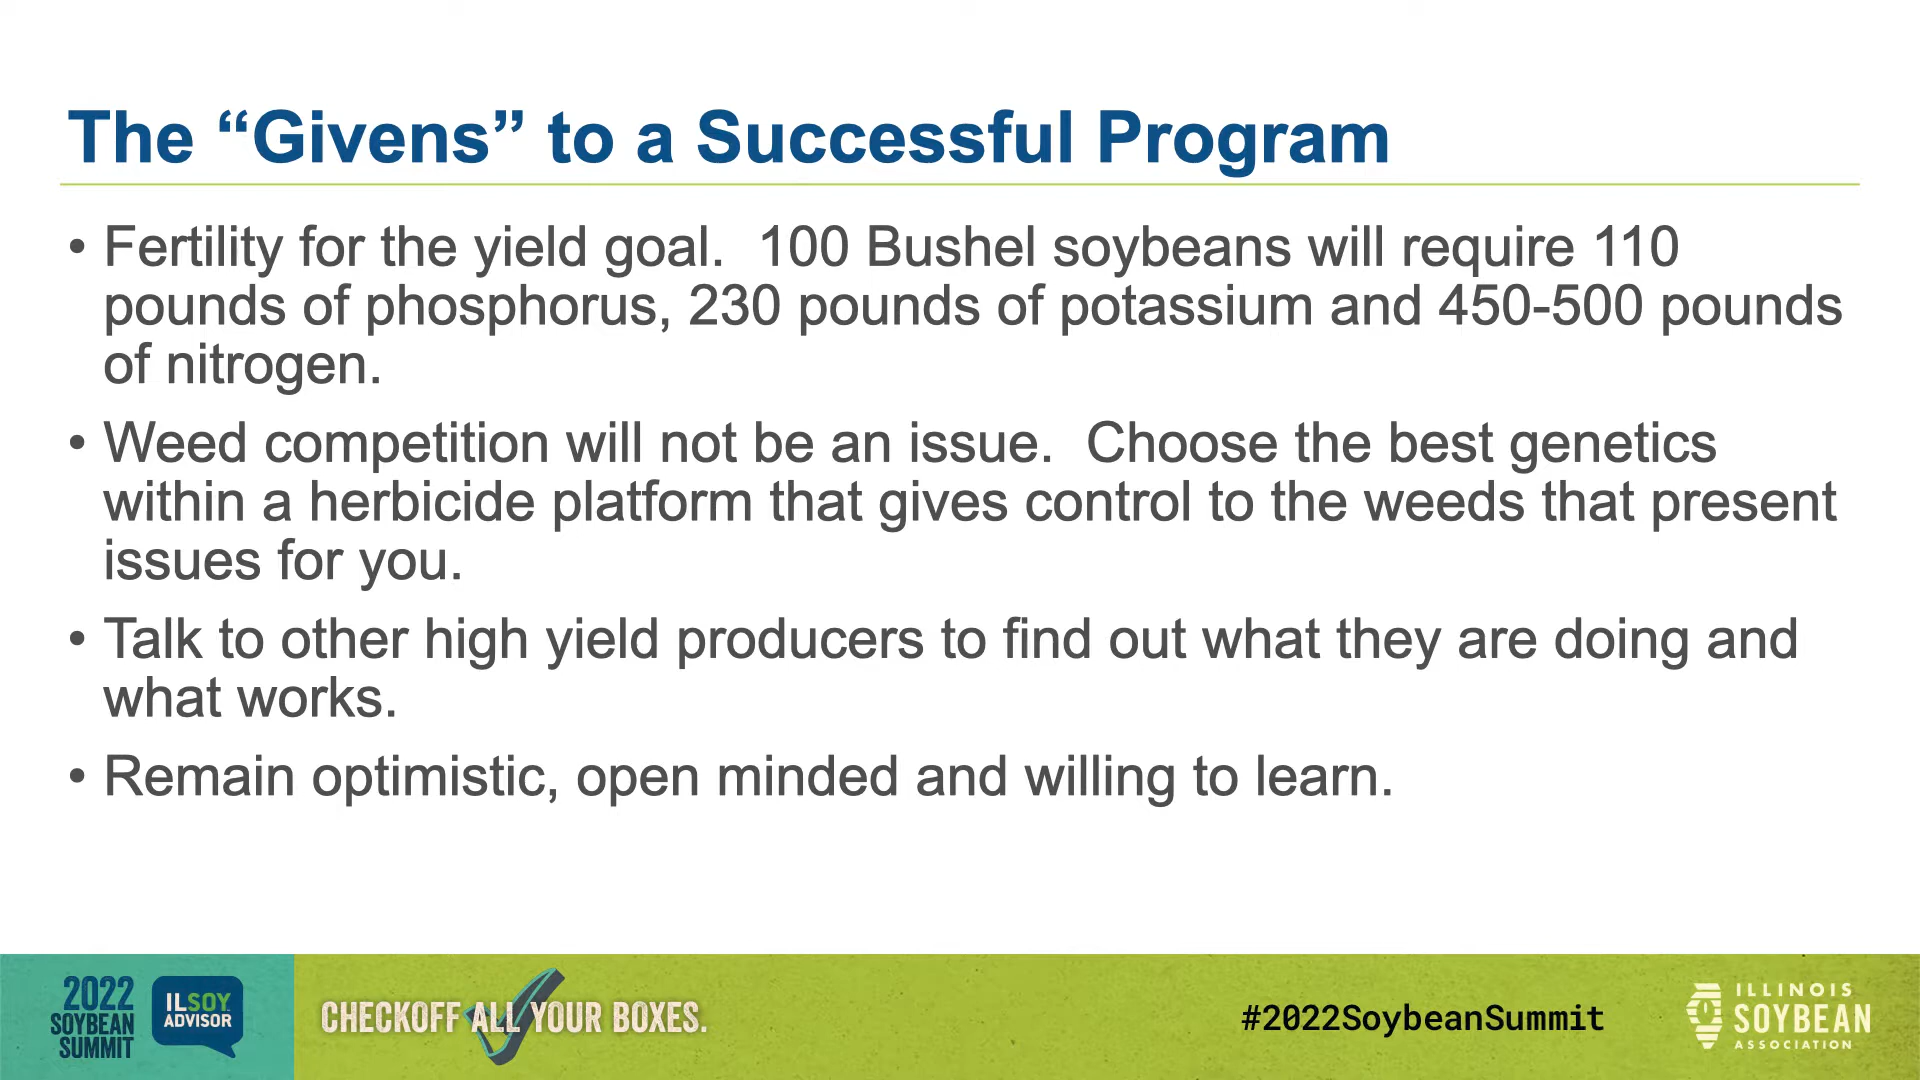 The “Givens” to a Successful Program
• Fertility for the yield goal.  100 Bushel soybeans will require 110
pounds of phosphorus, 230 pounds of potassium and 450-500 pounds
of nitrogen.
• Weed competition will not be an issue.  Choose the best genetics
within a herbicide platform that gives control to the weeds that present
issues for you.
• Talk to other high yield producers to find out what they are doing and
what works.
• Remain optimistic, open minded and willing to learn.
2022
SOYBEAN
SUMMIT
ILSOY
ADVISOR
CHECKOFF ALL YOUR BOXES.
#2022SoybeanSummit
ILLINOIS
SOYBEAN
ASSOCIATION